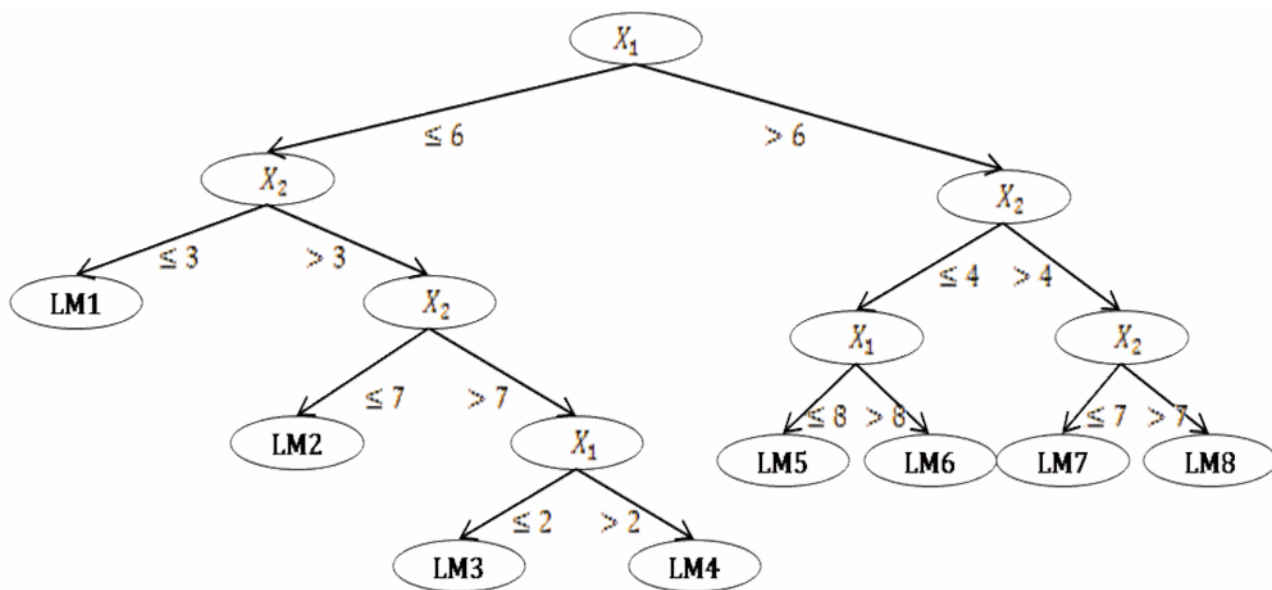 X₁
≤ 6 > 6
X₂ X₂
≤ 3 > 3 ≤ 4 > 4
LM1 X₂ X₁ X₂
≤ 7 > 7 ≤ 8 > 8 ≤ 7 > 7
LM2 X₁ LM5 LM6 LM7 LM8
≤ 2 > 2
LM3 LM4